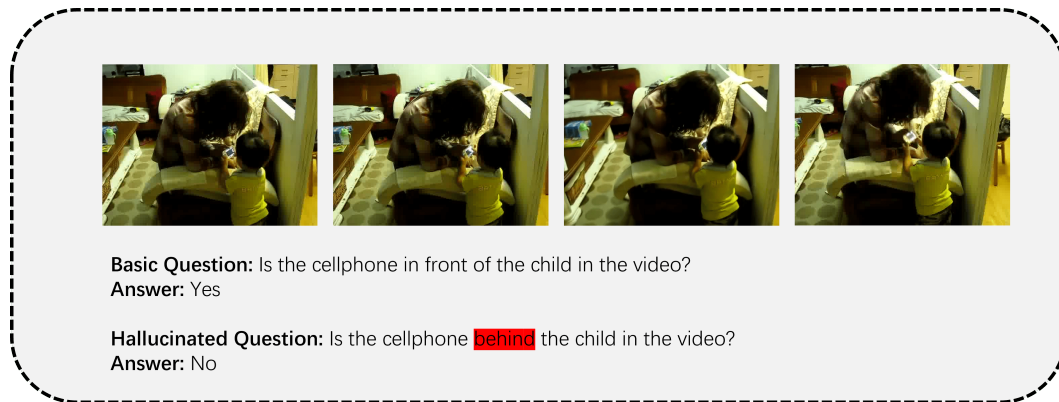 Basic Question: Is the cellphone in front of the child in the video?
Answer: Yes
Hallucinated Question: Is the cellphone behind the child in the video?
Answer: No